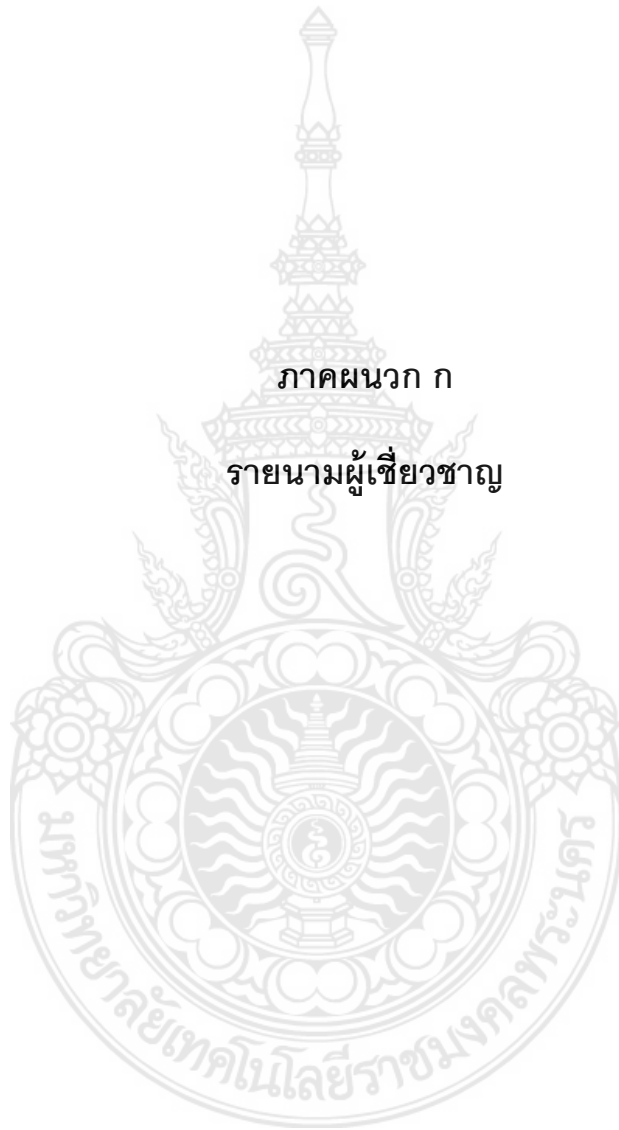 ภาคผนวก ก
รายนามผู้เชี่ยวชาญ
มหาวิทยาลัยเทคโนโลยีราชมงคลพระนคร